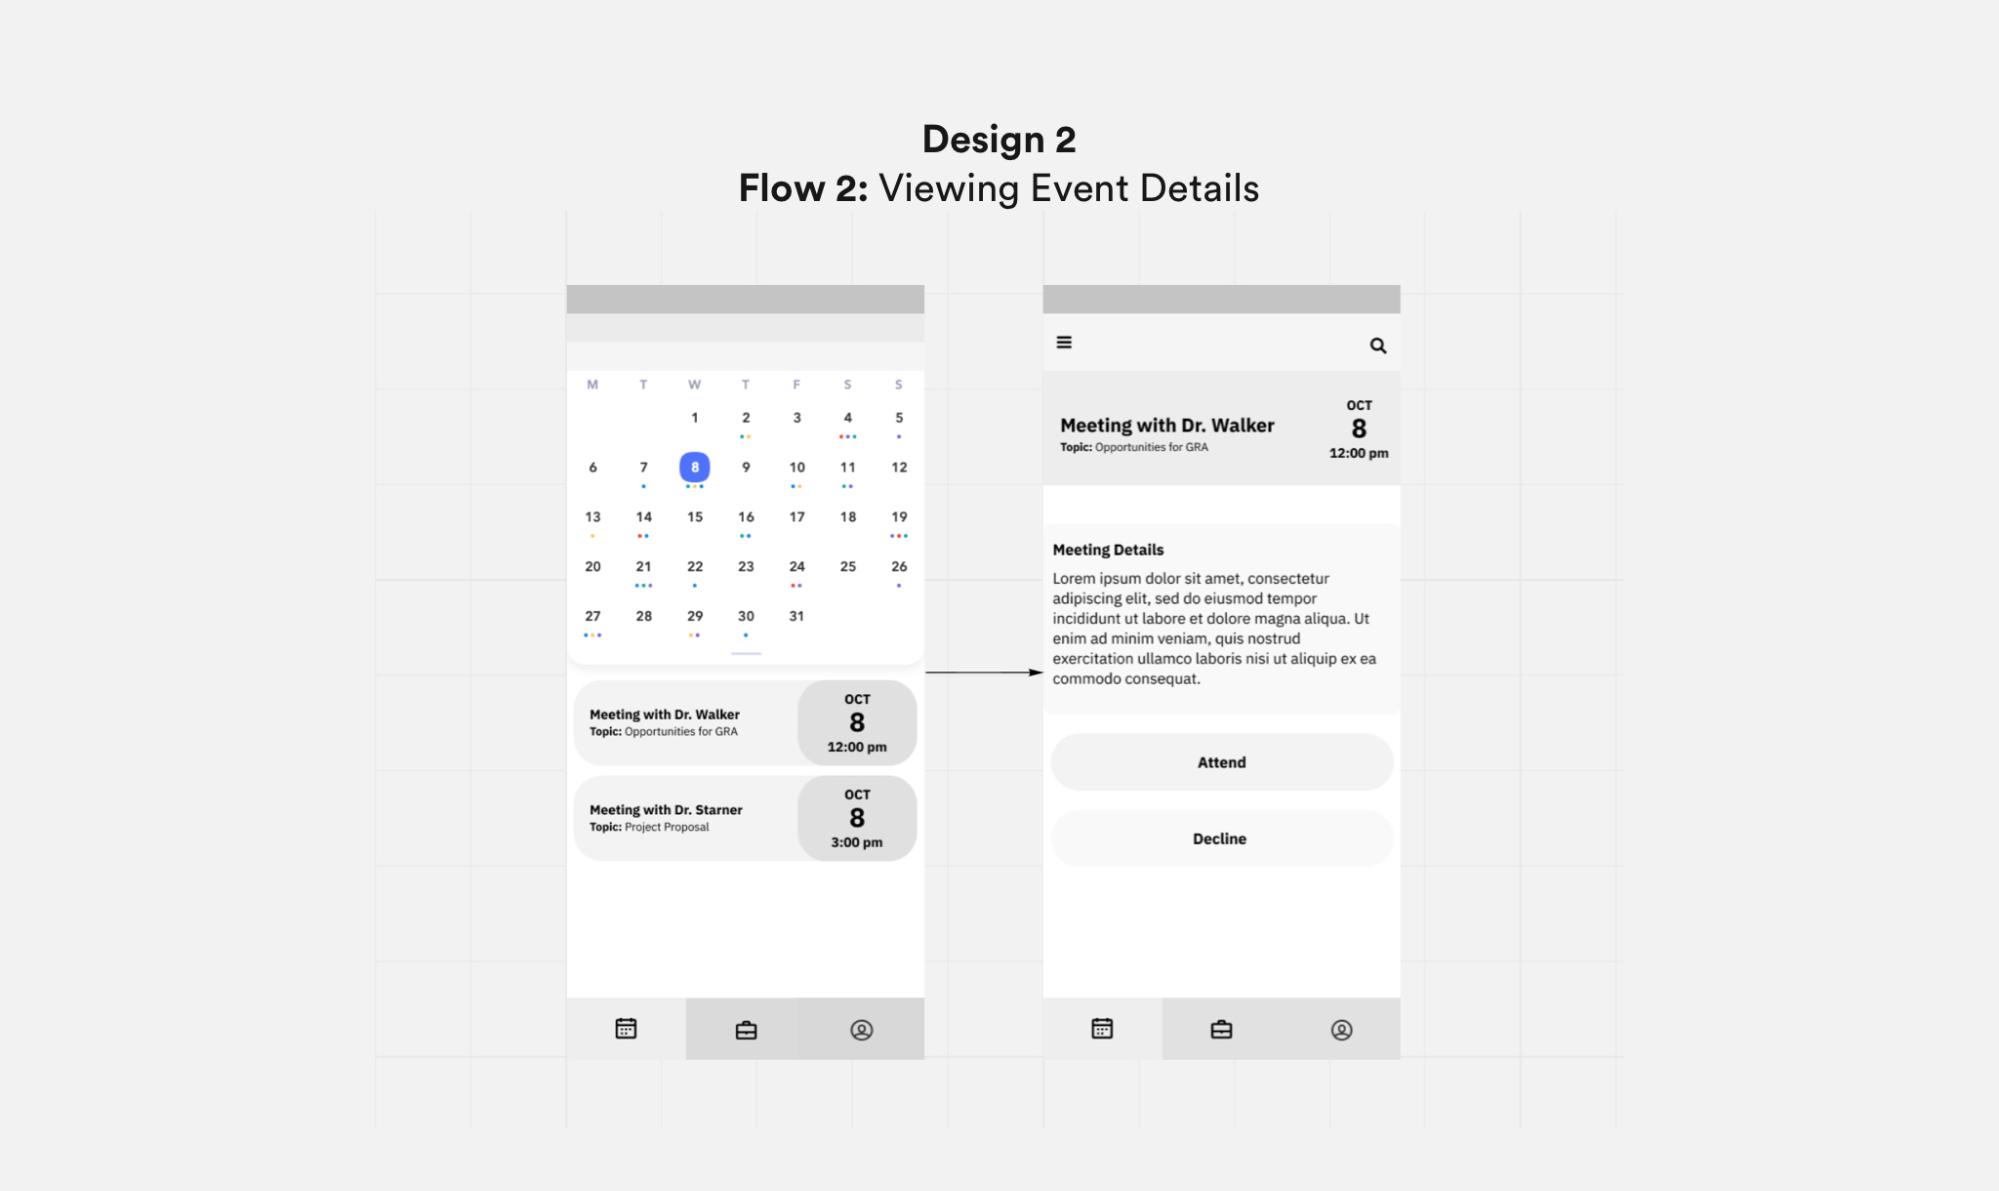 Design 2
Flow 2: Viewing Event Details
M T W T F S S
1 2 3 4 5
6 7 8 9 10 11 12
13 14 15 16 17 18 19
20 21 22 23 24 25 26
27 28 29 30 31
Meeting with Dr. Walker
Topic: Opportunities for GRA
OCT
8
12:00 pm
Meeting with Dr. Starner
Topic: Project Proposal
OCT
8
3:00 pm
Meeting with Dr. Walker
Topic: Opportunities for GRA
OCT
8
12:00 pm
Meeting Details
Lorem ipsum dolor sit amet, consectetur
adipiscing elit, sed do eiusmod tempor
incididunt ut labore et dolore magna aliqua. Ut
enim ad minim veniam, quis nostrud
exercitation ullamco laboris nisi ut aliquip ex ea
commodo consequat.
Attend
Decline